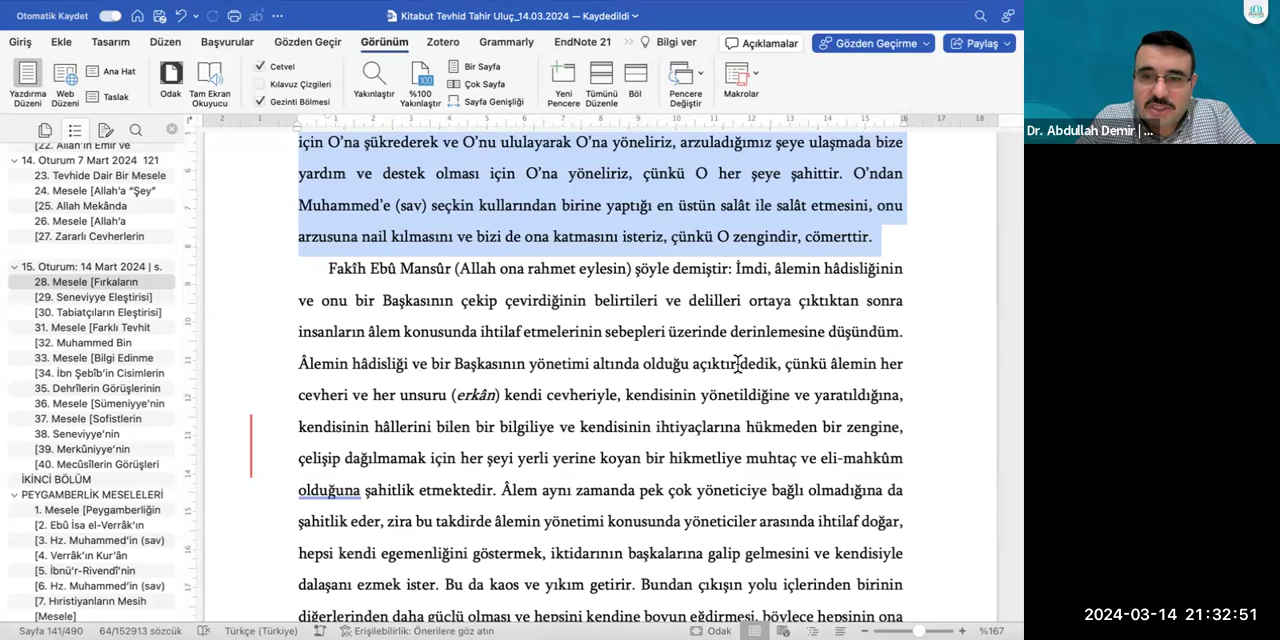 Otomatik Kaydet
Kitabut Tevhid Tahir Uluç_14.03.2024 — Kaydedildi
Giriş Ekle Tasarım Düzen Başvurular Gözden Geçir Görünüm Zotero Grammarly EndNote 21 Bilgi ver Açıklamalar Gözden Geçirme Paylaş
Yazdırma Düzeni
Web Düzeni
Ana Hat
Taslak
Odak
Tam Ekran Okuyucu
Cetvel
Kılavuz Çizgileri
Gezinti Bölmesi
Yakınlaştır
%100 Yakınlaştır
Bir Sayfa
Çok Sayfa
Sayfa Genişliği
Yeni Pencere
Tümünü Düzenle
Böl
Pencere Değiştir
Makrolar
[22. Allah'ın Emir ve
14. Oturum 7 Mart 2024 121
23. Tevhide Dair Bir Mesele
24. Mesele [Allah'a "Şey"
[25. Allah Mekânda
26. Mesele [Allah'a
[27. Zararlı Cevherlerin
15. Oturum: 14 Mart 2024 | s.
28. Mesele [Fırkaların
[29. Seneviyye Eleştirisi]
[30. Tabiatçıların Eleştirisi]
31. Mesele [Farklı Tevhit
[32. Muhammed Bin
33. Mesele [Bilgi Edinme
[34. İbn Şebîb'in Cisimlerin
35. Dehrîlerin Görüşlerinin
36. Mesele [Sümeniyye'nin
37. Mesele [Sofistlerin
38. Seneviyye'nin
[39. Merkûniyye'nin
[40. Mecûsîlerin Görüşleri
İKİNCİ BÖLÜM
PEYGAMBERLİK MESELELERİ
1. Mesele [Peygamberliğin
[2. Ebû İsa el-Verrâk'ın
[3. Hz. Muhammed'in (sav)
[4. Verrâk'ın Kur'ân
[5. İbnü'r-Rivendî'nin
[6. Hz. Muhammed'in (sav)
[7. Hıristiyanların Mesih
[Mesele]
için O'na şükrederek ve O'nu ululayarak O'na yöneliriz, arzuladığımız şeye ulaşmada bize
yardım ve destek olması için O'na yöneliriz, çünkü O her şeye şahittir. O'ndan
Muhammed'e (sav) seçkin kullarından birine yaptığı en üstün salât ile salât etmesini, onu
arzusuna nail kılmasını ve bizi de ona katmasını isteriz, çünkü O zengindir, cömerttir.
Fakîh Ebû Mansûr (Allah ona rahmet eylesin) şöyle demiştir: İmdi, âlemin hâdisliğinin
ve onu bir Başkasının çekip çevirdiğinin belirtileri ve delilleri ortaya çıktıktan sonra
insanların âlem konusunda ihtilaf etmelerinin sebepleri üzerinde derinlemesine düşündüm.
Âlemin hâdisliği ve bir Başkasının yönetimi altında olduğu açıktır dedik, çünkü âlemin her
cevheri ve her unsuru (erkân) kendi cevheriyle, kendisinin yönetildiğine ve yaratıldığına,
kendisinin hâllerini bilen bir bilgiliye ve kendisinin ihtiyaçlarına hükmeden bir zengine,
çelişip dağılmamak için her şeyi yerli yerine koyan bir hikmetliye muhtaç ve eli-mahkûm
olduğuna şahitlik etmektedir. Âlem aynı zamanda pek çok yöneticiye bağlı olmadığına da
şahitlik eder, zira bu takdirde âlemin yönetimi konusunda yöneticiler arasında ihtilaf doğar,
hepsi kendi egemenliğini göstermek, iktidarının başkalarına galip gelmesini ve kendisiyle
dalaşanı ezmek ister. Bu da kaos ve yıkım getirir. Bundan çıkışın yolu içlerinden birinin
diğerlerinden daha güçlü olması ve hepsini kendine boyun eğdirmesi, böylece hepsinin ona
Sayfa 141/490 64/152913 sözcük Türkçe (Türkiye) Erişilebilirlik: Önerilere göz atın Odak %167
Dr. Abdullah Demir | ...
2024-03-14 21:32:51